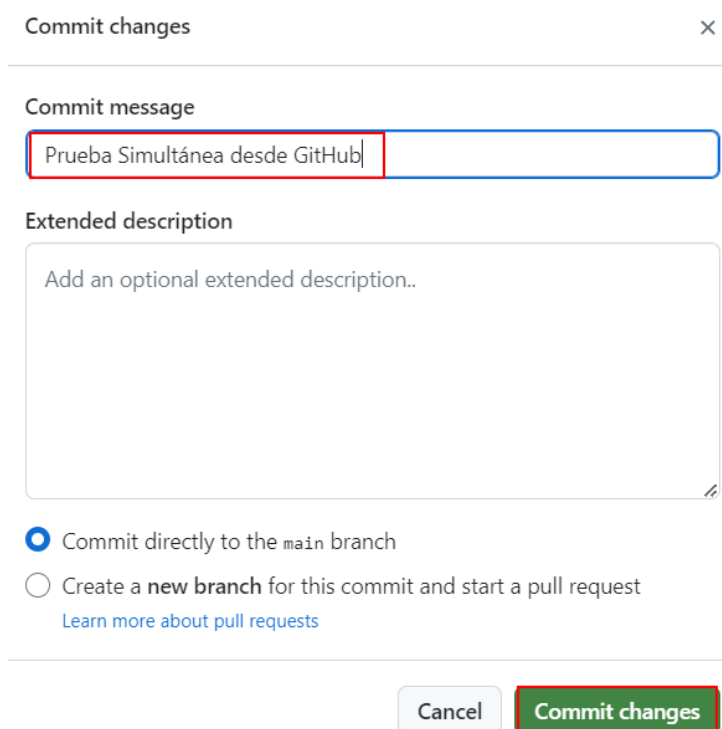 Commit changes
Commit message
Prueba Simultánea desde GitHub
Extended description
Add an optional extended description..
Commit directly to the main branch
Create a new branch for this commit and start a pull request
Learn more about pull requests
Cancel
Commit changes